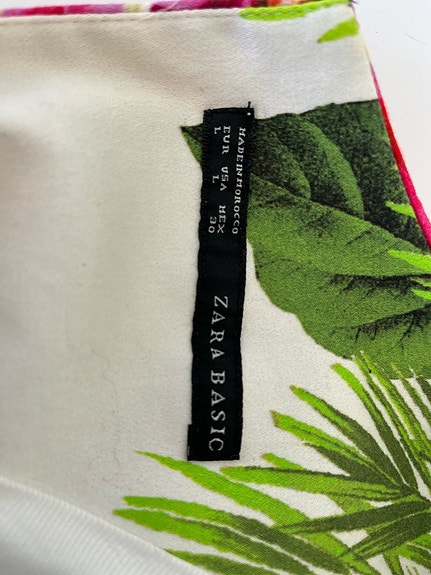 MADE IN MOROCCO
EUR USA MEX
L L 30
ZARA BASIC